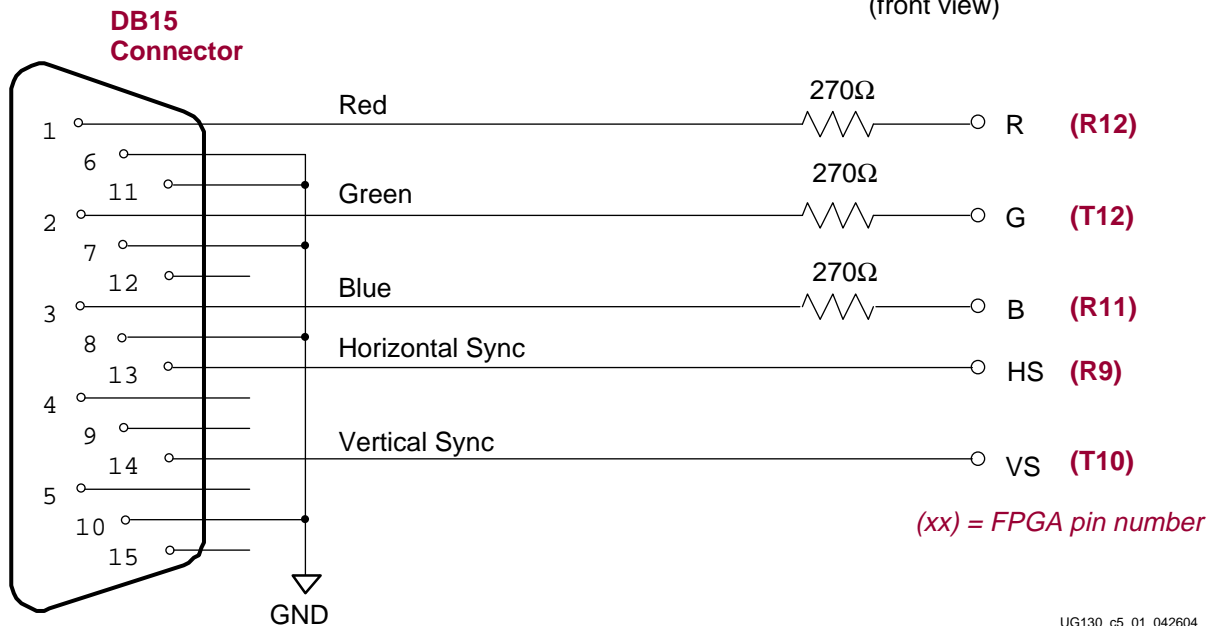 (front view)
DB15
Connector
1
6
11
2
7
12
3
8
13
4
9
14
5
10
15
Red
270Ω
R (R12)
Green
270Ω
G (T12)
Blue
270Ω
B (R11)
Horizontal Sync
HS (R9)
Vertical Sync
VS (T10)
(xx) = FPGA pin number
GND
UG130_c5_01_042604